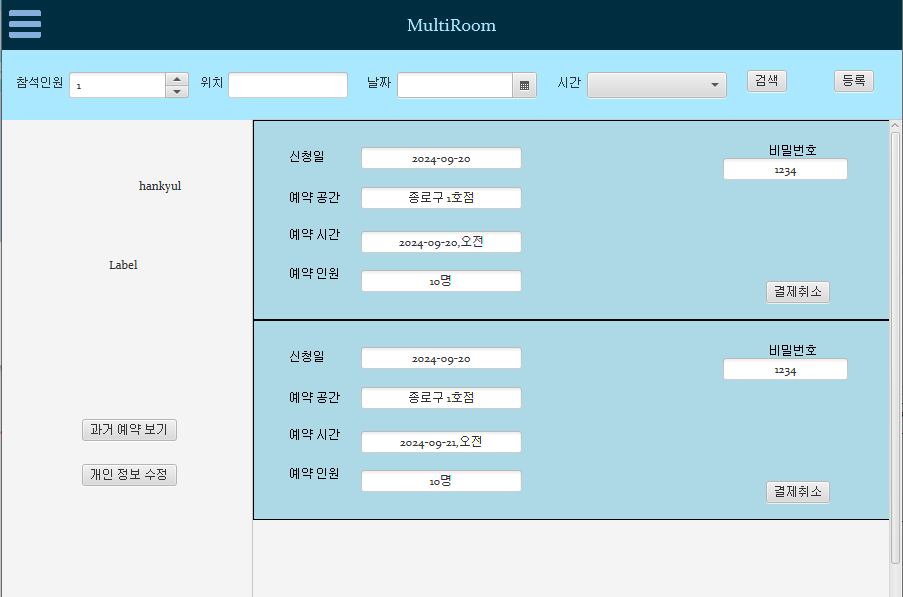 MultiRoom
참석인원 1 위치 날짜 시간 검색 등록
hankyul
Label
과거 예약 보기
개인 정보 수정
신청일 2024-09-20
예약 공간 종로구 1호점
예약 시간 2024-09-20,오전
예약 인원 10명
비밀번호
1234
결제취소
신청일 2024-09-20
예약 공간 종로구 1호점
예약 시간 2024-09-21,오전
예약 인원 10명
비밀번호
1234
결제취소